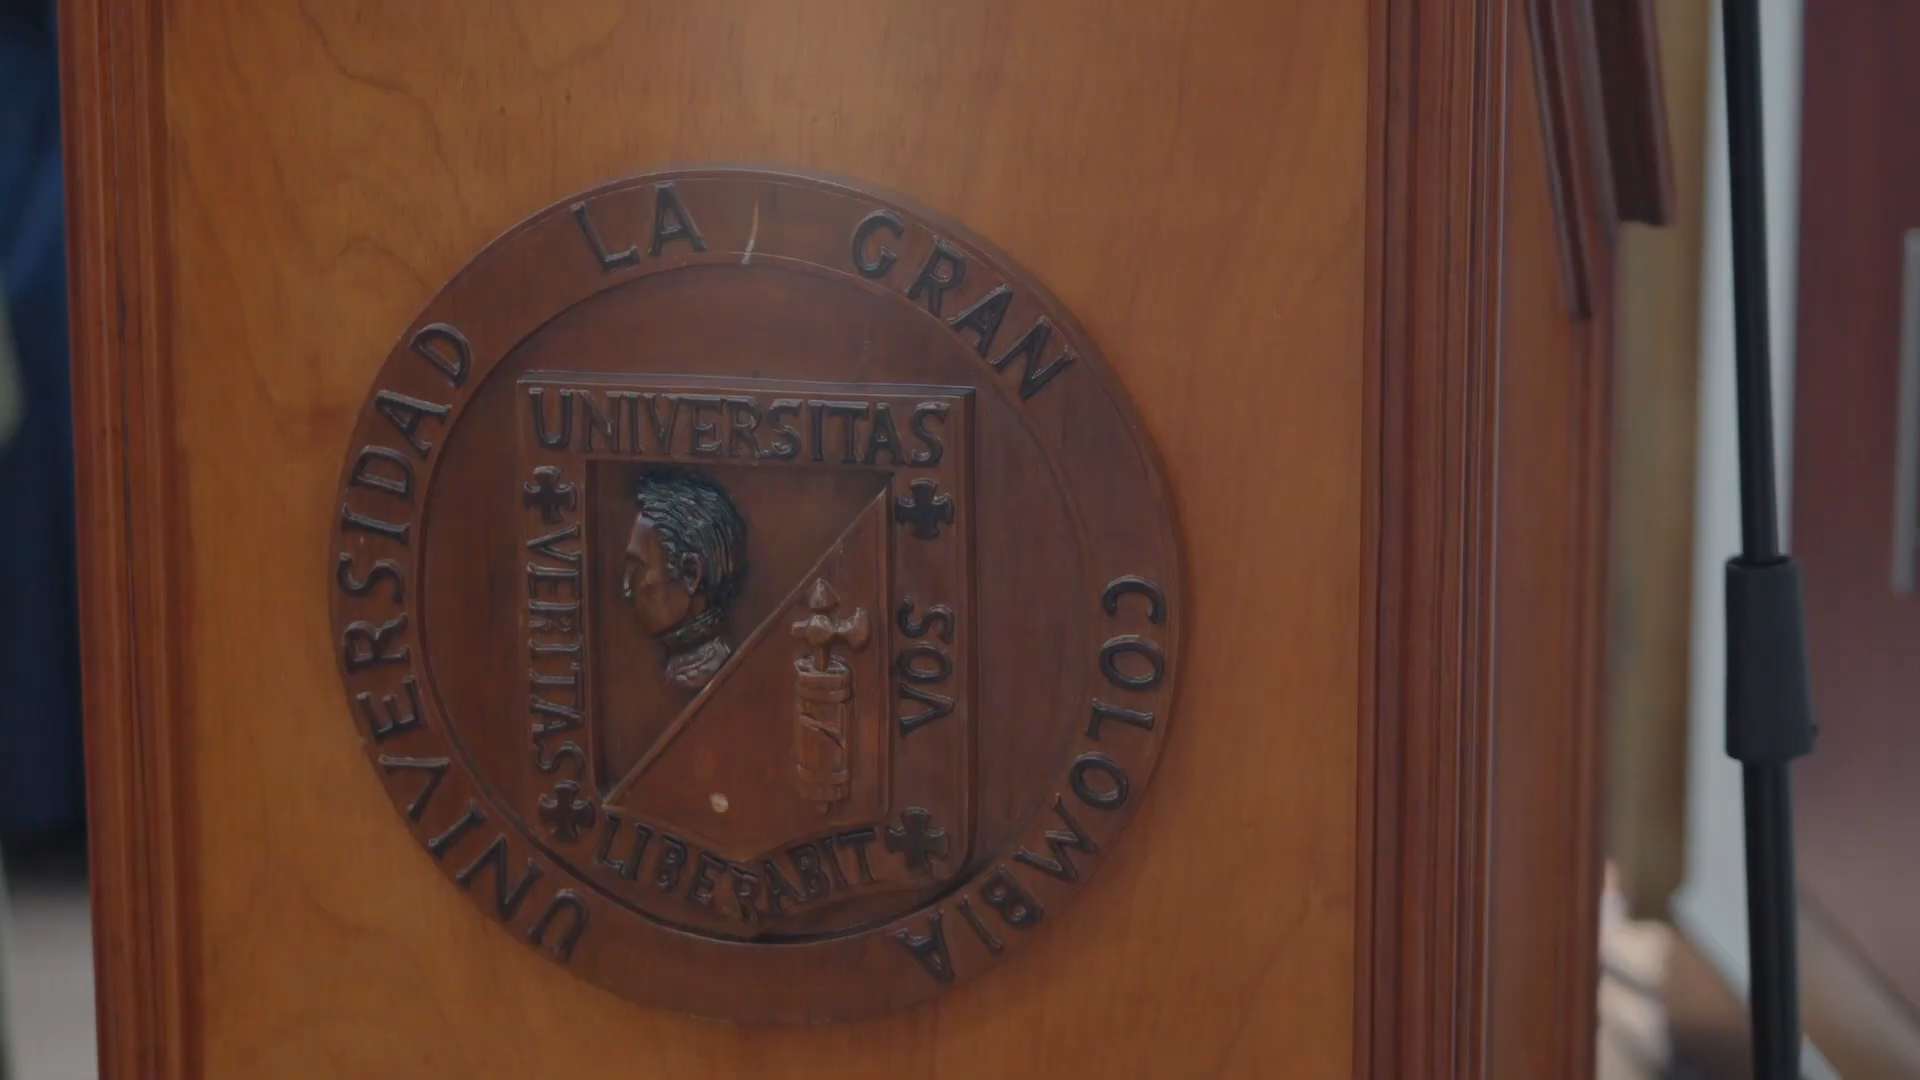 UNIVERSIDAD LA GRAN COLOMBIA
UNIVERSITAS
VERITAS
LIBERABIT
VOS